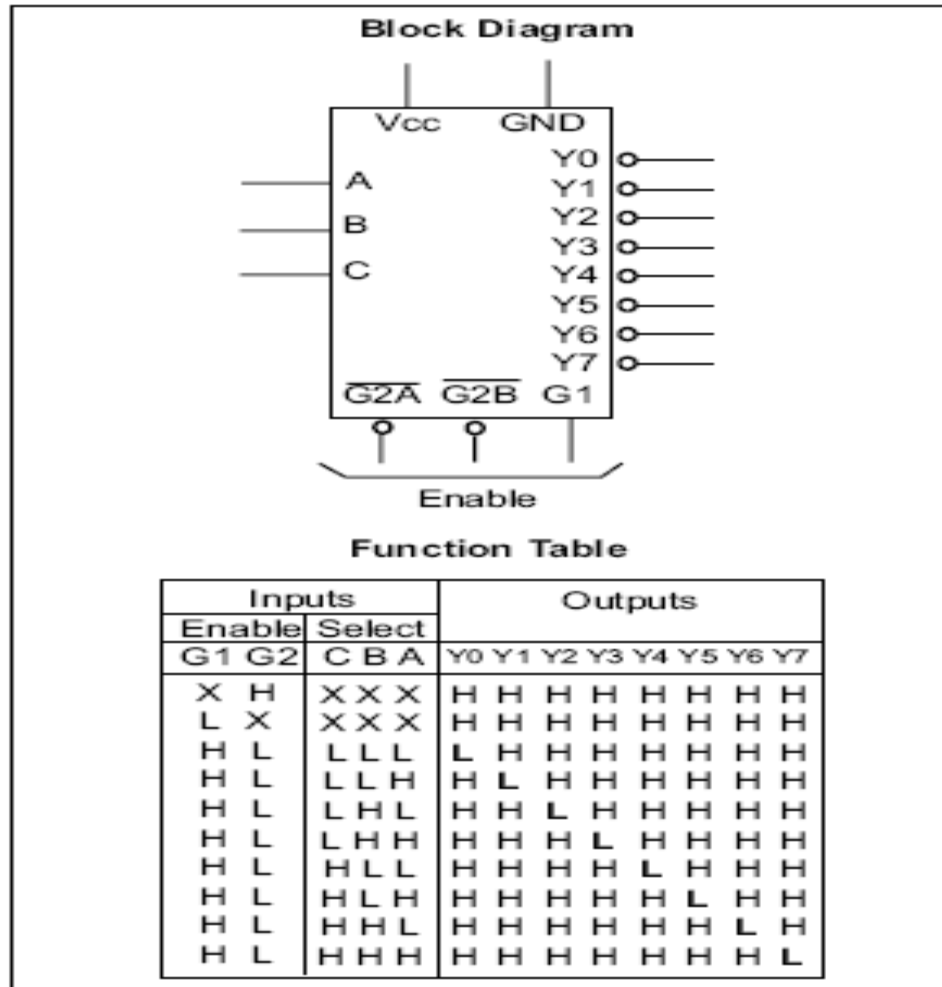 Block Diagram
Vcc GND
Y0
A
Y1
B
Y2
Y3
C
Y4
Y5
Y6
Y7
G2A G2B G1
Enable
Function Table
Inputs Outputs
Enable Select
G1 G2 C B A Y0 Y1 Y2 Y3 Y4 Y5 Y6 Y7
X H X X X H H H H H H H H
L X X X X H H H H H H H H
H L L L L L H H H H H H H
H L L L H H L H H H H H H
H L L H L H H L H H H H H
H L L H H H H H L H H H H
H L H L L H H H H L H H H
H L H L H H H H H H L H H
H L H H L H H H H H H L H
H L H H H H H H H H H H L